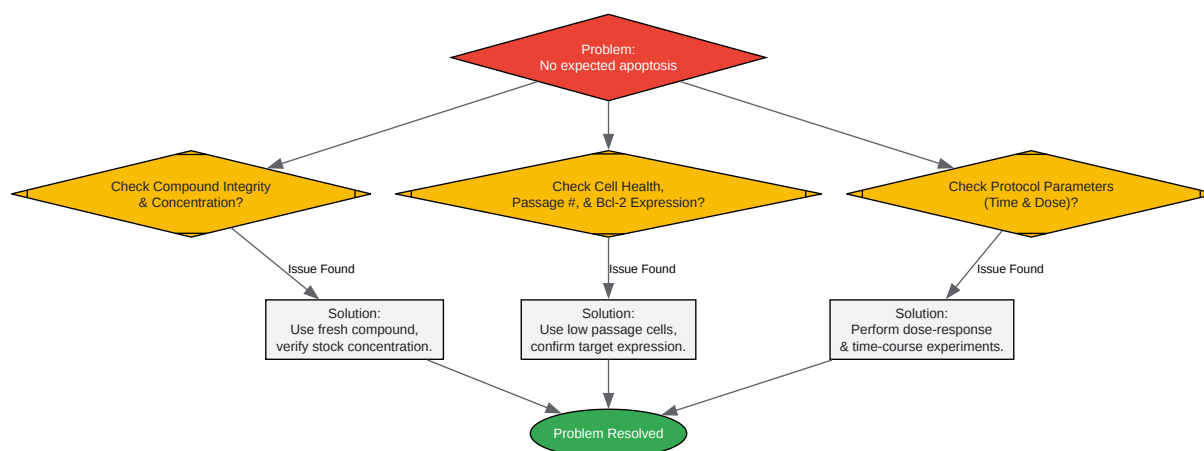 Problem:
No expected apoptosis
Check Compound Integrity
& Concentration?
Check Cell Health,
Passage #, & Bcl-2 Expression?
Check Protocol Parameters
(Time & Dose)?
Issue Found
Issue Found
Issue Found
Solution:
Use fresh compound,
verify stock concentration.
Solution:
Use low passage cells,
confirm target expression.
Solution:
Perform dose-response
& time-course experiments.
Problem Resolved